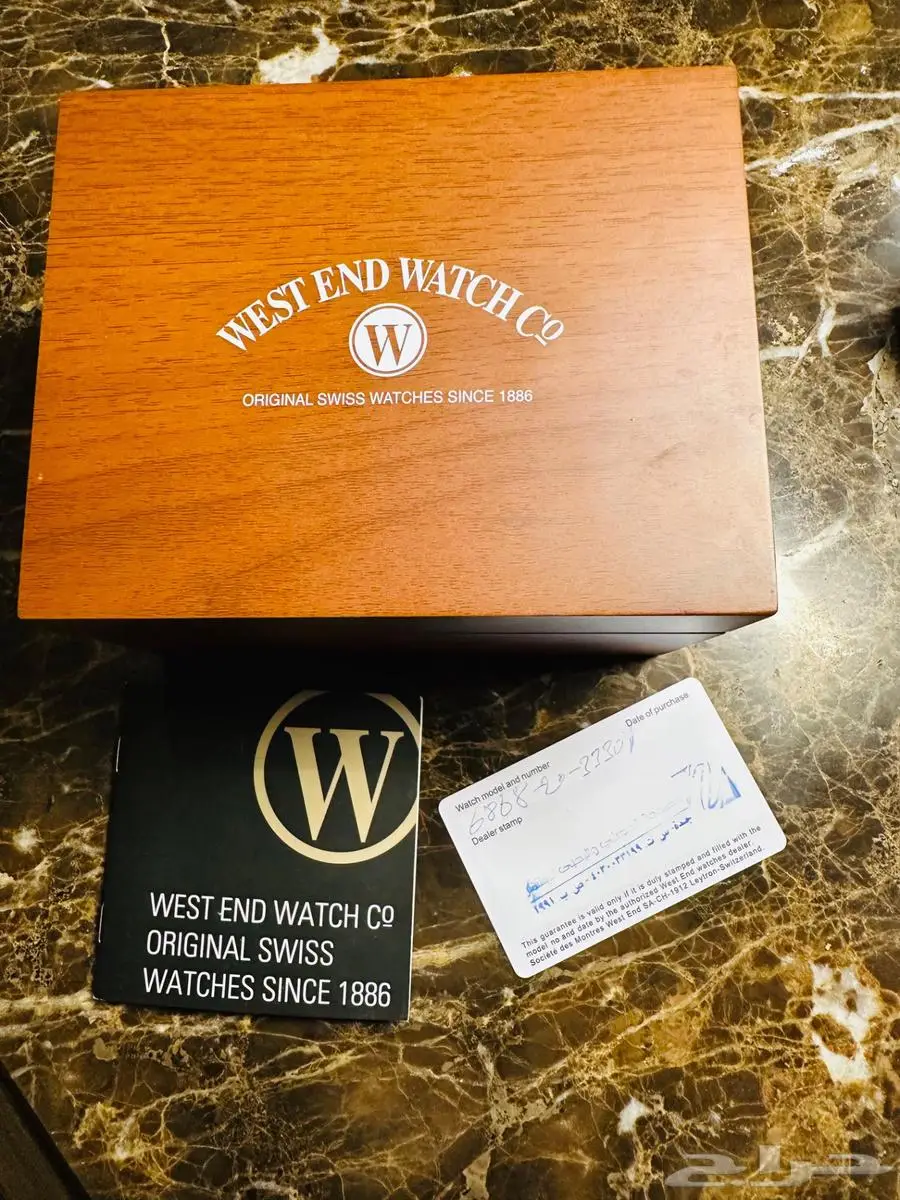 WEST END WATCH Cº
W
ORIGINAL SWISS WATCHES SINCE 1886
W
WEST END WATCH Cº
ORIGINAL SWISS
WATCHES SINCE 1886
Date of purchase
Watch model and number
Dealer stamp
This guarantee is valid only if it is duly stamped and filled with the
model no and date by the authorized West End watches dealer.
Société des Montres West End SA-CH-1912 Leytron-Switzerland.
حراج